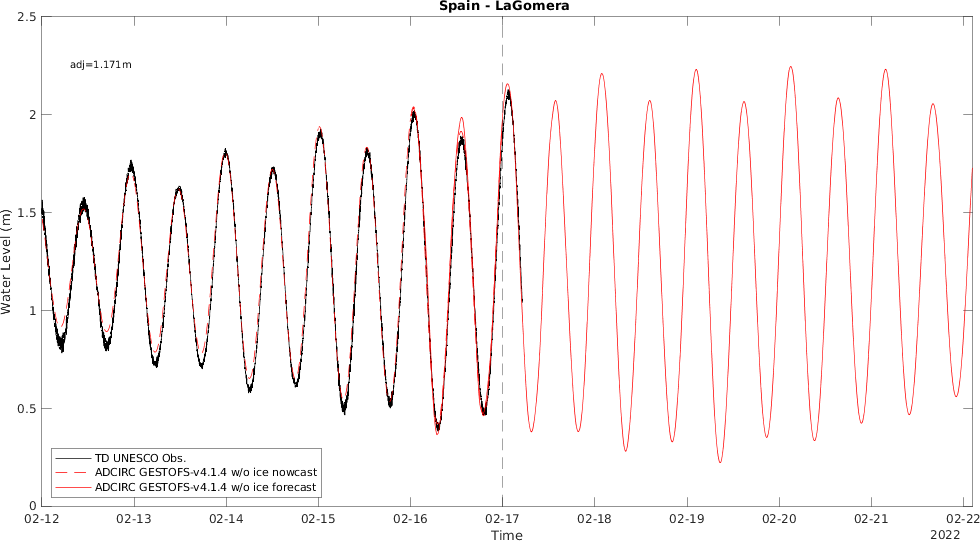 Spain - LaGomera
2.5
adj=1.171m
2
1.5
Water Level (m)
1
0.5
TD UNESCO Obs.
ADCIRC GESTOFS-v4.1.4 w/o ice nowcast
ADCIRC GESTOFS-v4.1.4 w/o ice forecast
0
02-12 02-13 02-14 02-15 02-16 02-17 02-18 02-19 02-20 02-21 02-22
Time 2022